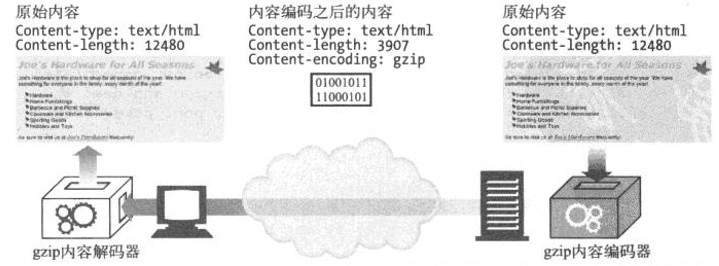 原始内容
Content-type: text/html
Content-length: 12480
Joe's Hardware for All Seasons
Joe's Hardware is the place to shop for all seasons of the year. We have
something for everyone in the family, every month of the year!
Hardware
Home Furnishings
Barbecue and Picnic Supplies
Cookware and Kitchen Accessories
Sporting Goods
Hobbies and Toys
Be sure to visit us at Joe's Hardware frequently!
gzip内容解码器
内容编码之后的内容
Content-type: text/html
Content-length: 3907
Content-encoding: gzip
01001011
11000101
原始内容
Content-type: text/html
Content-length: 12480
Joe's Hardware for All Seasons
Joe's Hardware is the place to shop for all seasons of the year. We have
something for everyone in the family, every month of the year!
Hardware
Home Furnishings
Barbecue and Picnic Supplies
Cookware and Kitchen Accessories
Sporting Goods
Hobbies and Toys
Be sure to visit us at Joe's Hardware frequently!
gzip内容编码器